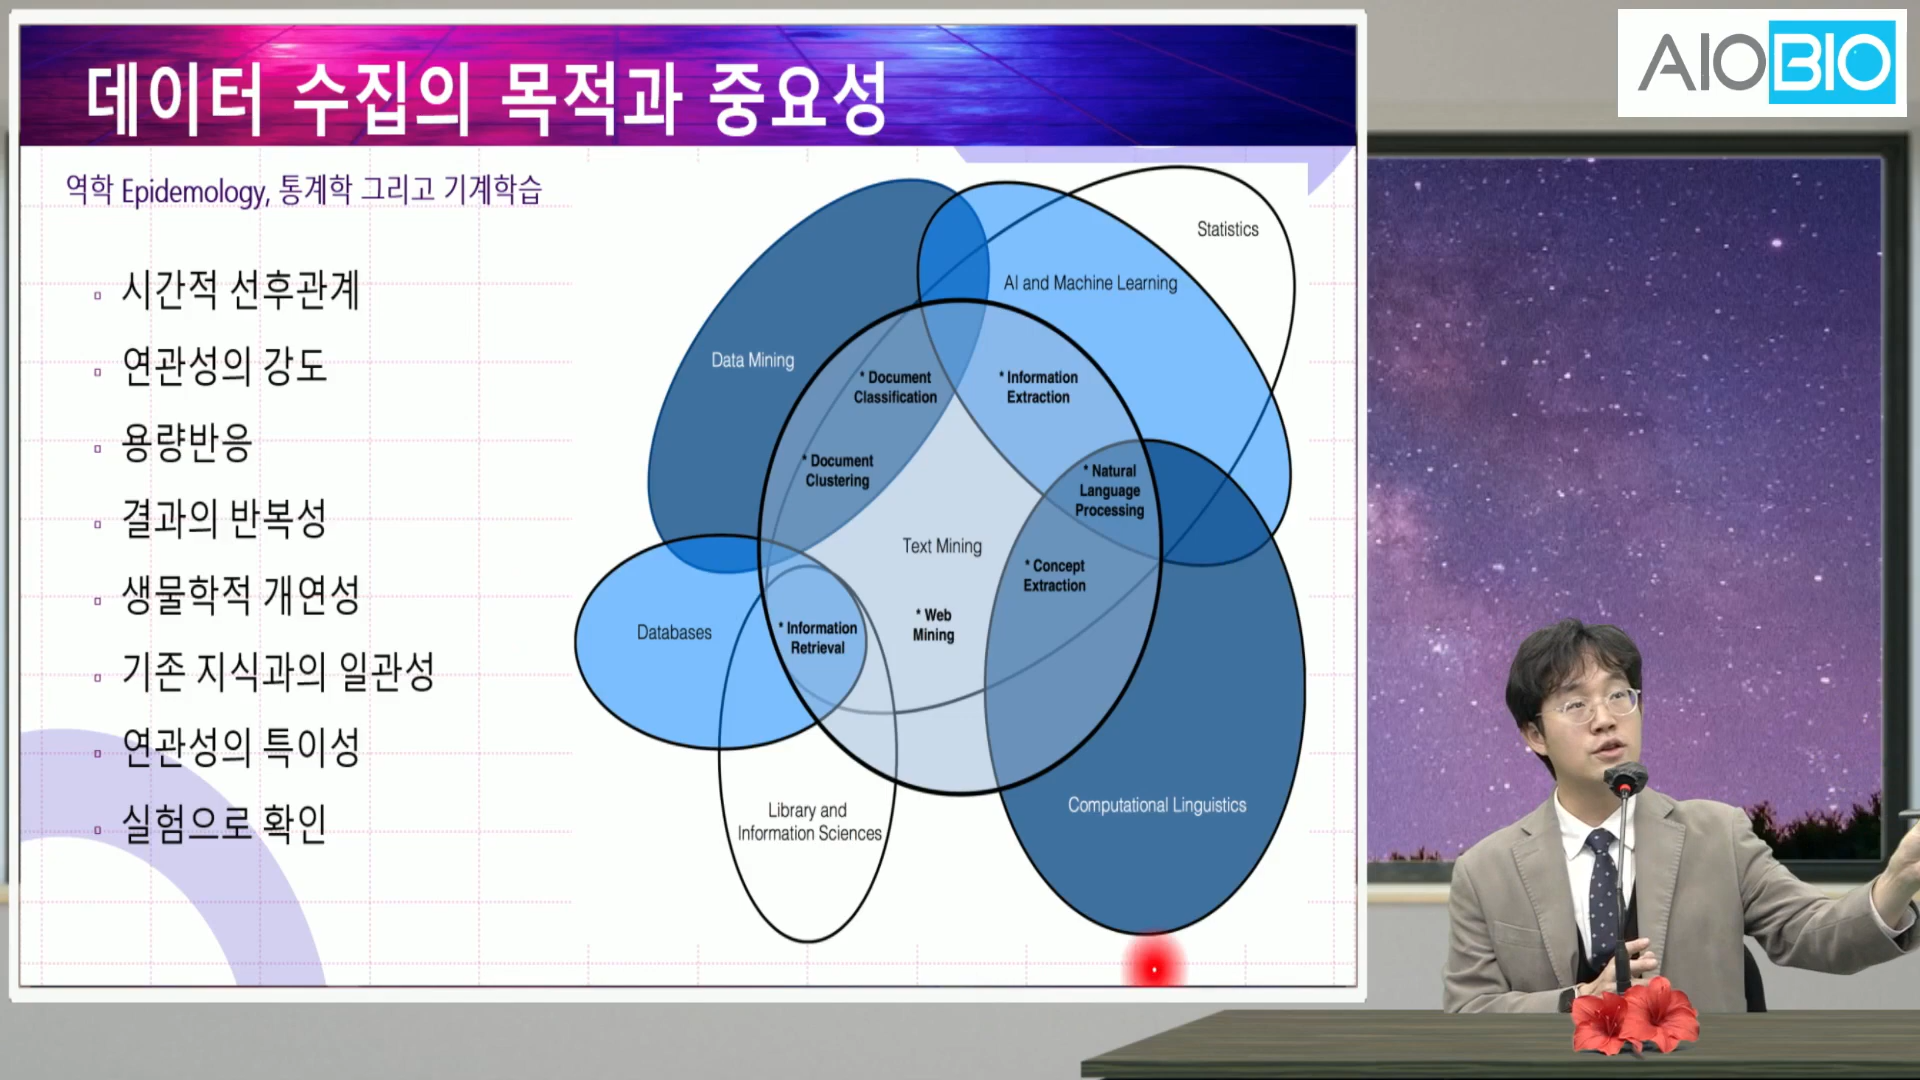 데이터 수집의 목적과 중요성
AIOBIO
역학 Epidemology, 통계학 그리고 기계학습
시간적 선후관계
연관성의 강도
용량반응
결과의 반복성
생물학적 개연성
기존 지식과의 일관성
연관성의 특이성
실험으로 확인
Statistics
AI and Machine Learning
Data Mining
* Document
Classification
* Information
Extraction
* Document
Clustering
* Natural
Language
Processing
Text Mining
* Concept
Extraction
* Web
Mining
Databases
* Information
Retrieval
Library and
Information Sciences
Computational Linguistics